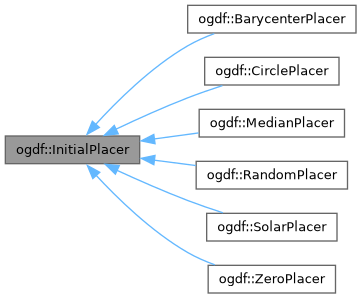 ogdf::BarycenterPlacer
ogdf::CirclePlacer
ogdf::MedianPlacer
ogdf::InitialPlacer
ogdf::RandomPlacer
ogdf::SolarPlacer
ogdf::ZeroPlacer